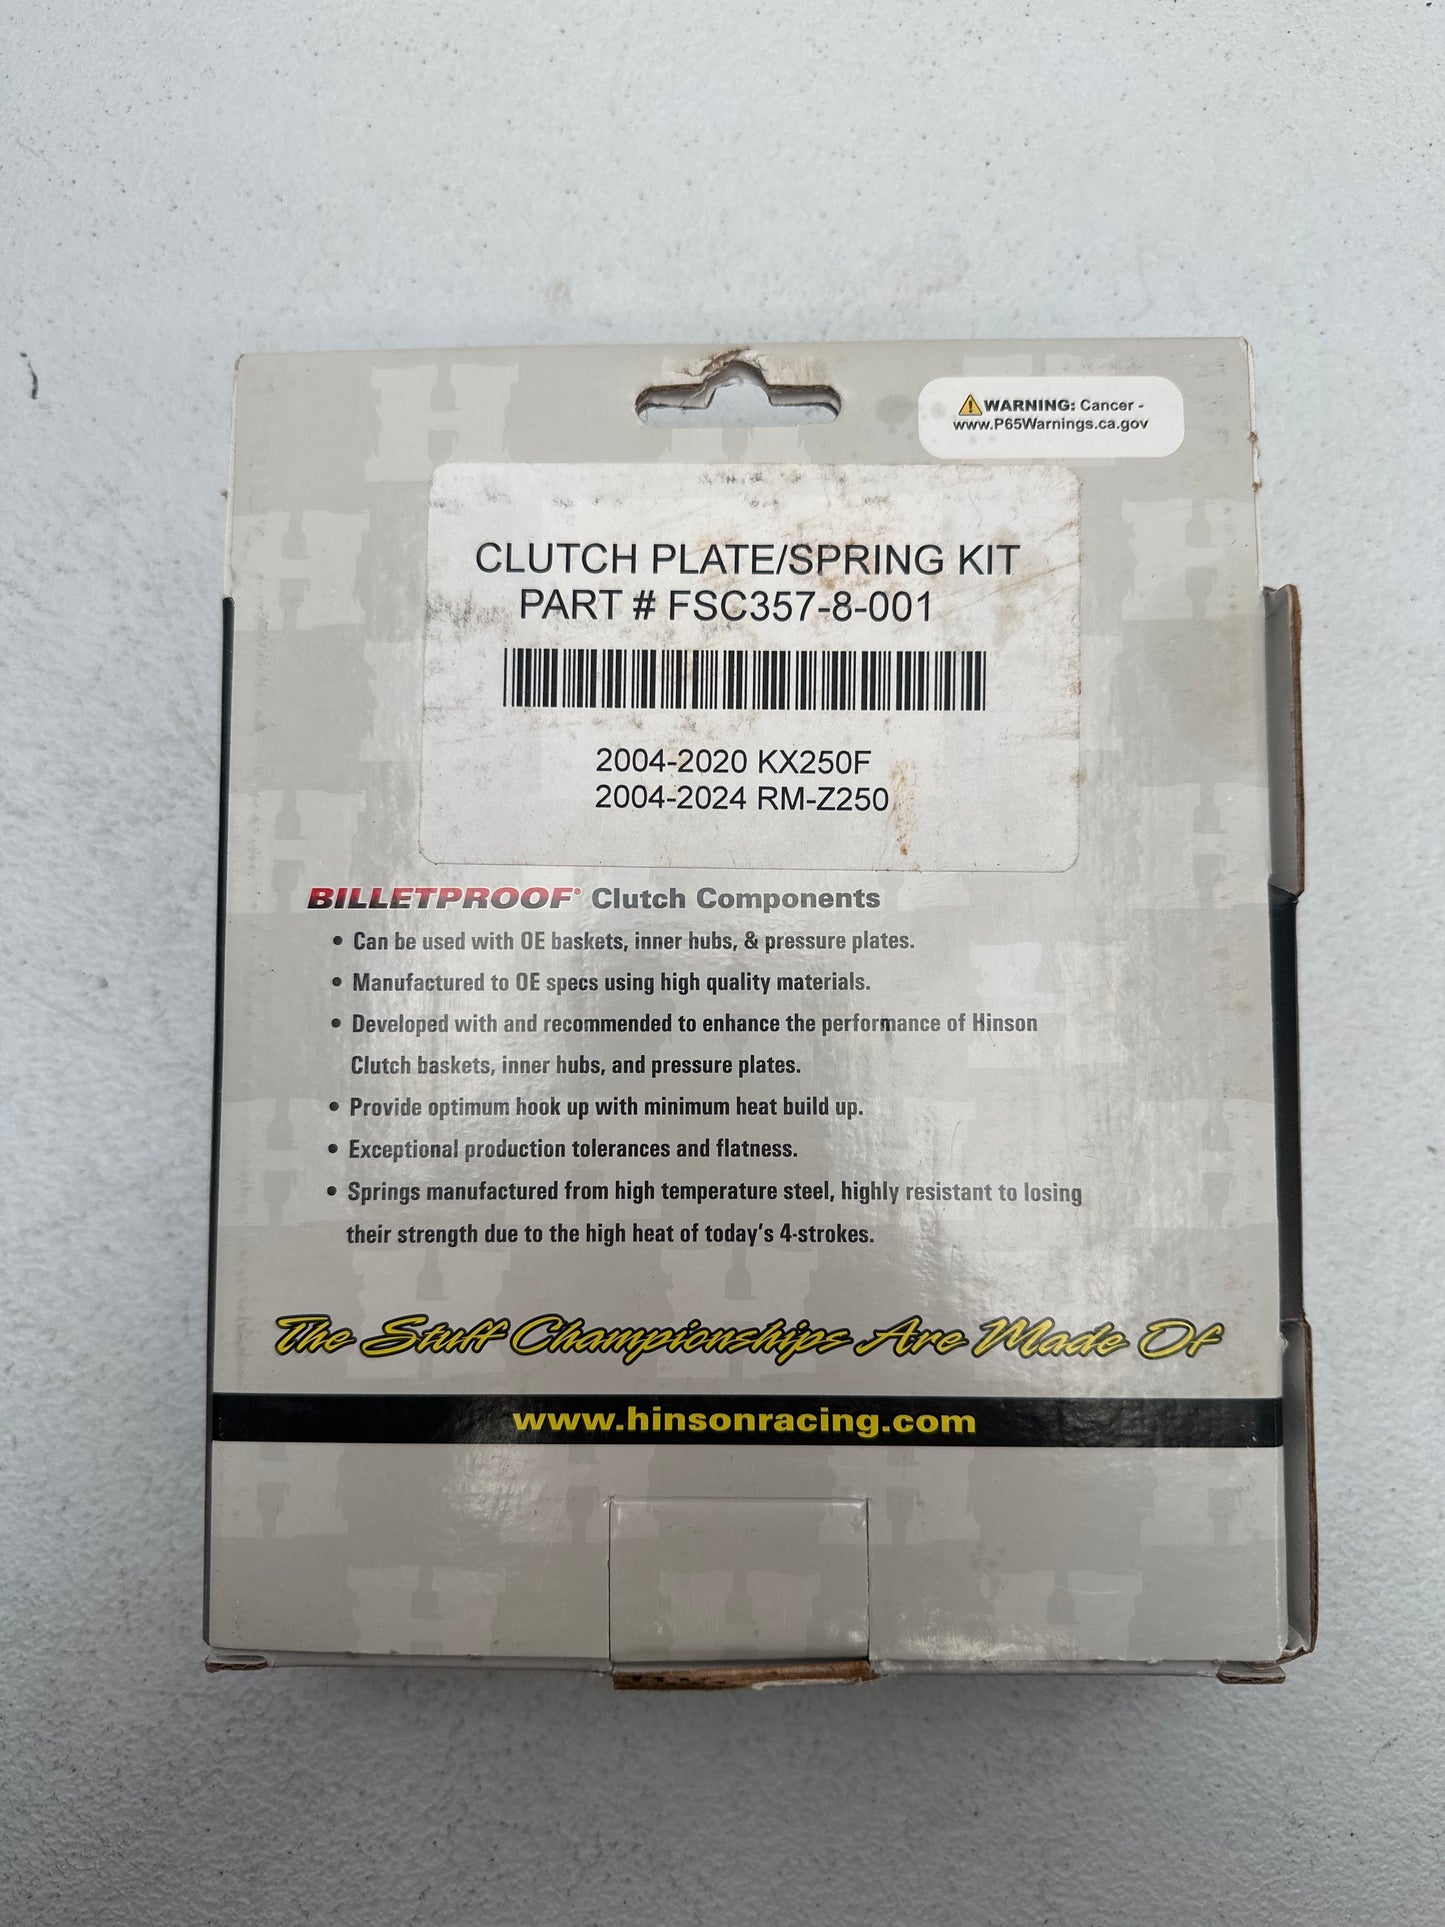 ⚠WARNING: Cancer -
www.P65Warnings.ca.gov
CLUTCH PLATE/SPRING KIT
PART # FSC357-8-001
2004-2020 KX250F
2004-2024 RM-Z250
BILLETPROOF® Clutch Components
• Can be used with OE baskets, inner hubs, & pressure plates.
• Manufactured to OE specs using high quality materials.
• Developed with and recommended to enhance the performance of Hinson
Clutch baskets, inner hubs, and pressure plates.
• Provide optimum hook up with minimum heat build up.
• Exceptional production tolerances and flatness.
• Springs manufactured from high temperature steel, highly resistant to losing
their strength due to the high heat of today's 4-strokes.
The Stuff Championships Are Made Of
www.hinsonracing.com